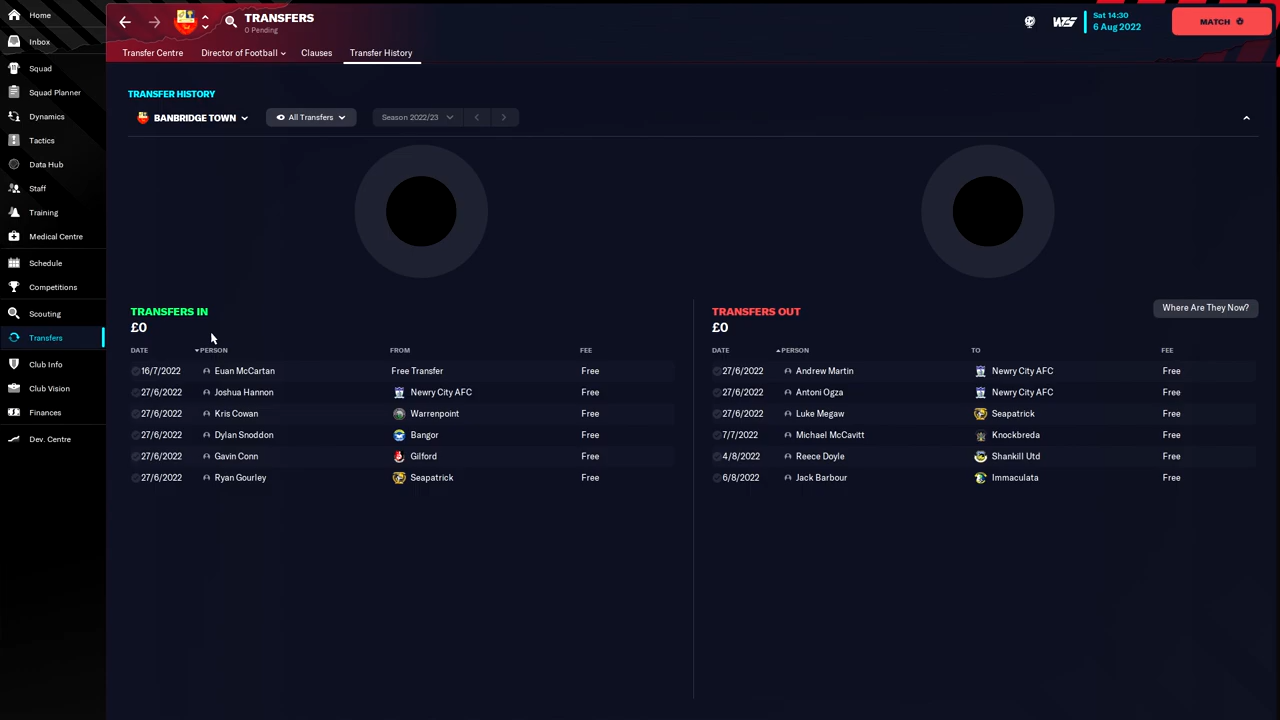 Home
Inbox
Squad
Squad Planner
Dynamics
Tactics
Data Hub
Staff
Training
Medical Centre
Schedule
Competitions
Scouting
Transfers
Club Info
Club Vision
Finances
Dev. Centre
TRANSFERS
0 Pending
Sat 14:30
6 Aug 2022
MATCH
Transfer Centre Director of Football Clauses Transfer History
TRANSFER HISTORY
BANBRIDGE TOWN All Transfers Season 2022/23
TRANSFERS IN
£0
DATE PERSON FROM FEE
16/7/2022 Euan McCartan Free Transfer Free
27/6/2022 Joshua Hannon Newry City AFC Free
27/6/2022 Kris Cowan Warrenpoint Free
27/6/2022 Dylan Snoddon Bangor Free
27/6/2022 Gavin Conn Gilford Free
27/6/2022 Ryan Gourley Seapatrick Free
TRANSFERS OUT
£0
Where Are They Now?
DATE PERSON TO FEE
27/6/2022 Andrew Martin Newry City AFC Free
27/6/2022 Antoni Ogza Newry City AFC Free
27/6/2022 Luke Megaw Seapatrick Free
7/7/2022 Michael McCavitt Knockbreda Free
4/8/2022 Reece Doyle Shankill Utd Free
6/8/2022 Jack Barbour Immaculata Free